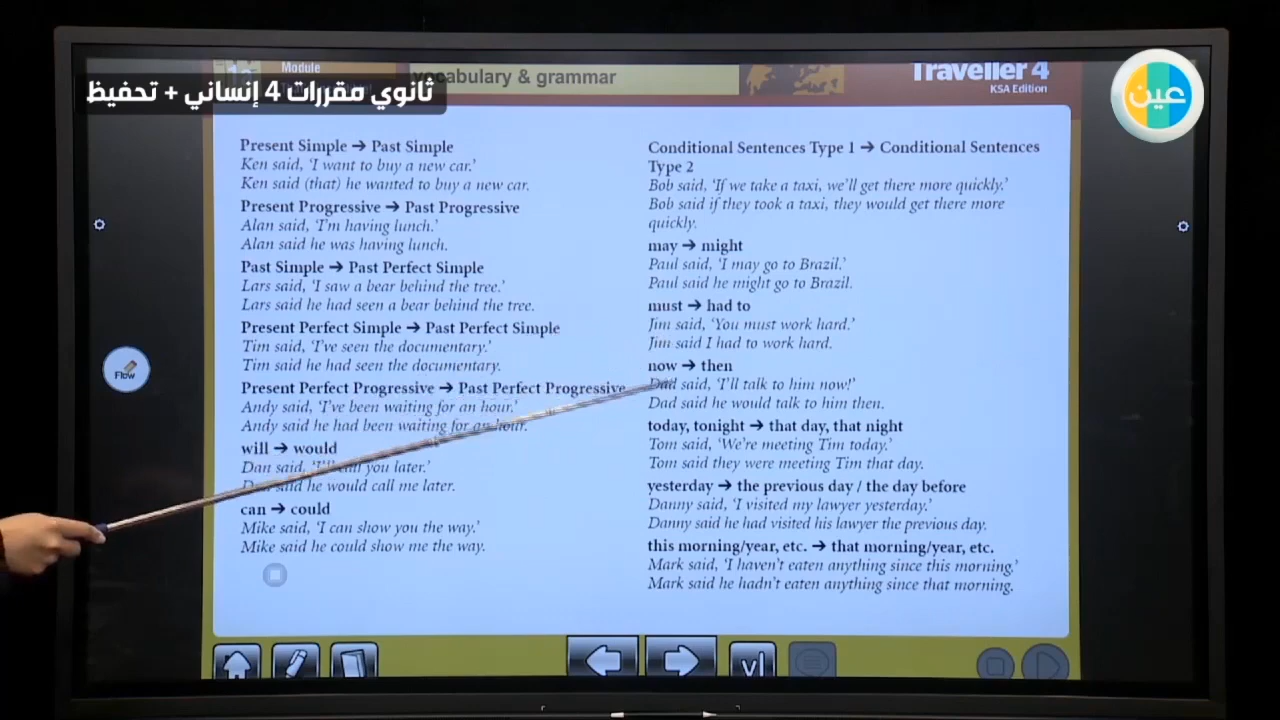 Module
vocabulary & grammar
Traveller 4
KSA Edition
ثانوي مقررات 4 إنساني + تحفيظ
عين
Present Simple → Past Simple
Ken said, ‘I want to buy a new car.’
Ken said (that) he wanted to buy a new car.
Present Progressive → Past Progressive
Alan said, ‘I’m having lunch.’
Alan said he was having lunch.
Past Simple → Past Perfect Simple
Lars said, ‘I saw a bear behind the tree.’
Lars said he had seen a bear behind the tree.
Present Perfect Simple → Past Perfect Simple
Tim said, ‘I’ve seen the documentary.’
Tim said he had seen the documentary.
Present Perfect Progressive → Past Perfect Progressive
Andy said, ‘I’ve been waiting for an hour.’
Andy said he had been waiting for an hour.
will → would
Dan said, ‘I’ll call you later.’
Dan said he would call me later.
can → could
Mike said, ‘I can show you the way.’
Mike said he could show me the way.
Conditional Sentences Type 1 → Conditional Sentences
Type 2
Bob said, ‘If we take a taxi, we’ll get there more quickly.’
Bob said if they took a taxi, they would get there more
quickly.
may → might
Paul said, ‘I may go to Brazil.’
Paul said he might go to Brazil.
must → had to
Jim said, ‘You must work hard.’
Jim said I had to work hard.
now → then
Dad said, ‘I’ll talk to him now!’
Dad said he would talk to him then.
today, tonight → that day, that night
Tom said, ‘We’re meeting Tim today.’
Tom said they were meeting Tim that day.
yesterday → the previous day / the day before
Danny said, ‘I visited my lawyer yesterday.’
Danny said he had visited his lawyer the previous day.
this morning/year, etc. → that morning/year, etc.
Mark said, ‘I haven’t eaten anything since this morning.’
Mark said he hadn’t eaten anything since that morning.
Flow